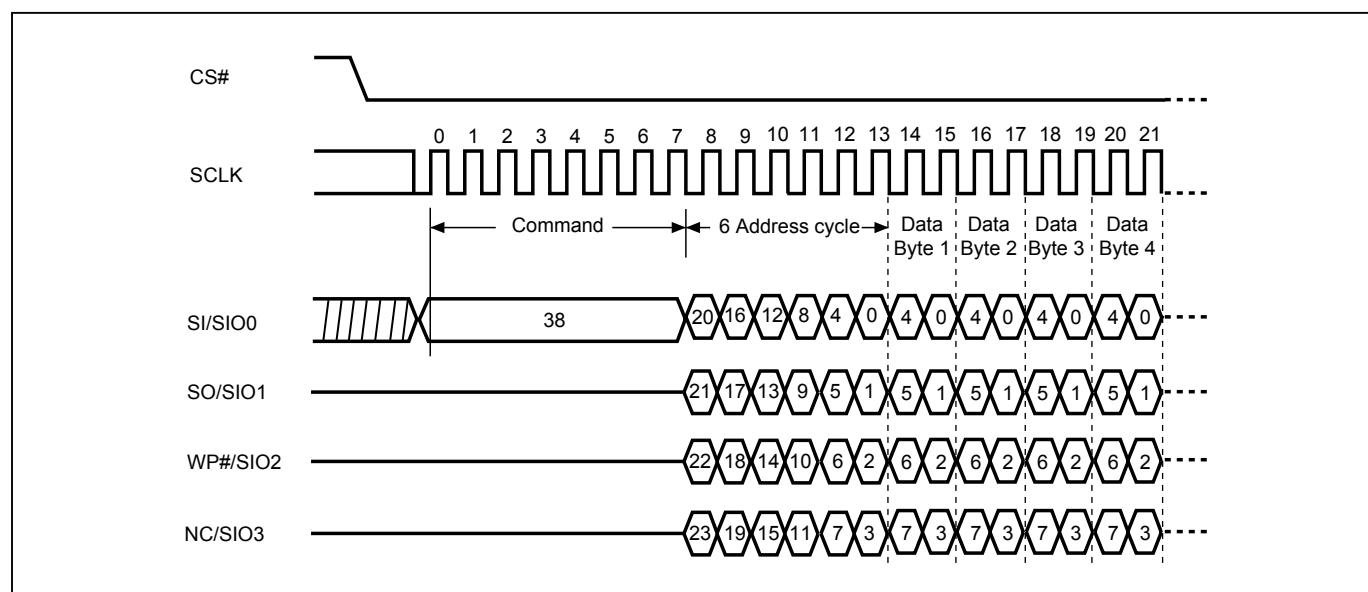 CS#
0 1 2 3 4 5 6 7 8 9 10 11 12 13 14 15 16 17 18 19 20 21
SCLK
Command 6 Address cycle Data Byte 1 Data Byte 2 Data Byte 3 Data Byte 4
SI/SIO0 38 20 16 12 8 4 0 4 0 4 0 4 0 4 0
SO/SIO1 21 17 13 9 5 1 5 1 5 1 5 1 5 1
WP#/SIO2 22 18 14 10 6 2 6 2 6 2 6 2 6 2
NC/SIO3 23 19 15 11 7 3 7 3 7 3 7 3 7 3